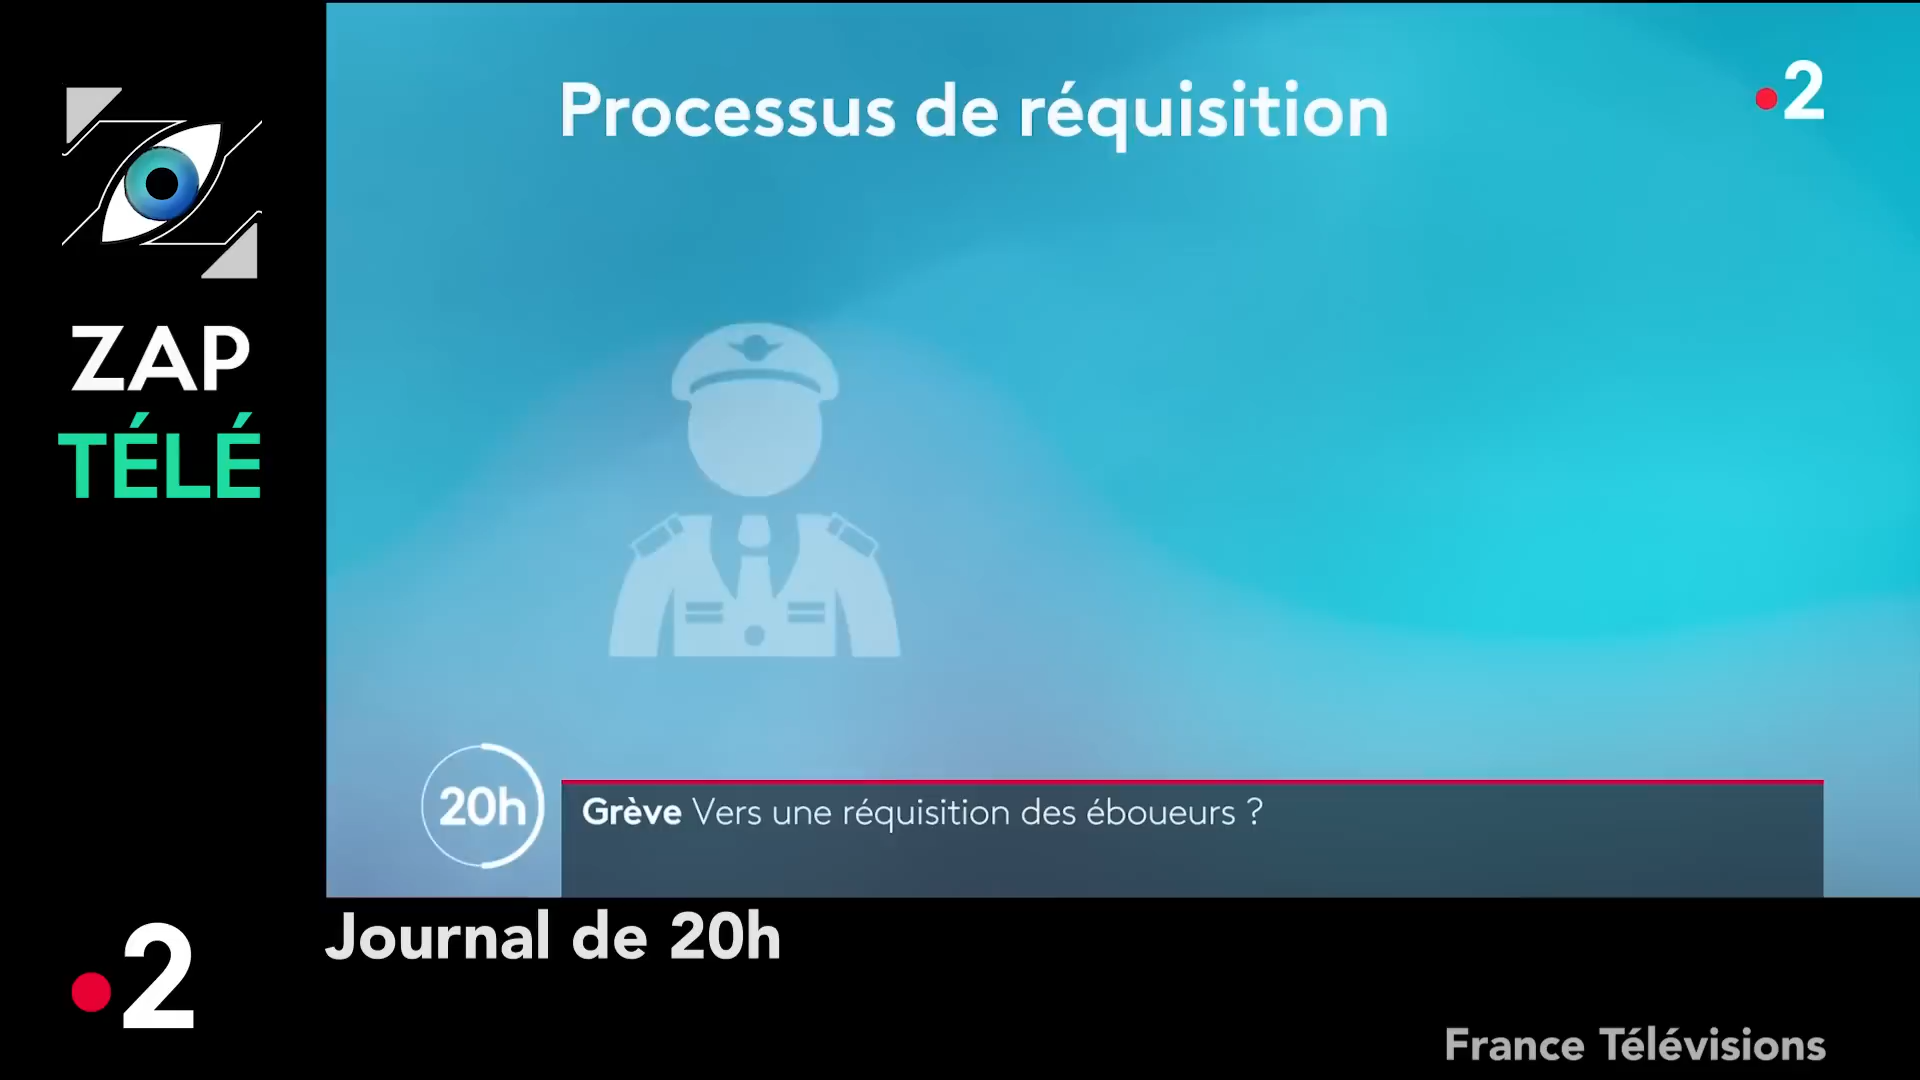 Processus de réquisition
2
ZAP
TÉLÉ
20h
Grève Vers une réquisition des éboueurs ?
Journal de 20h
2
France Télévisions